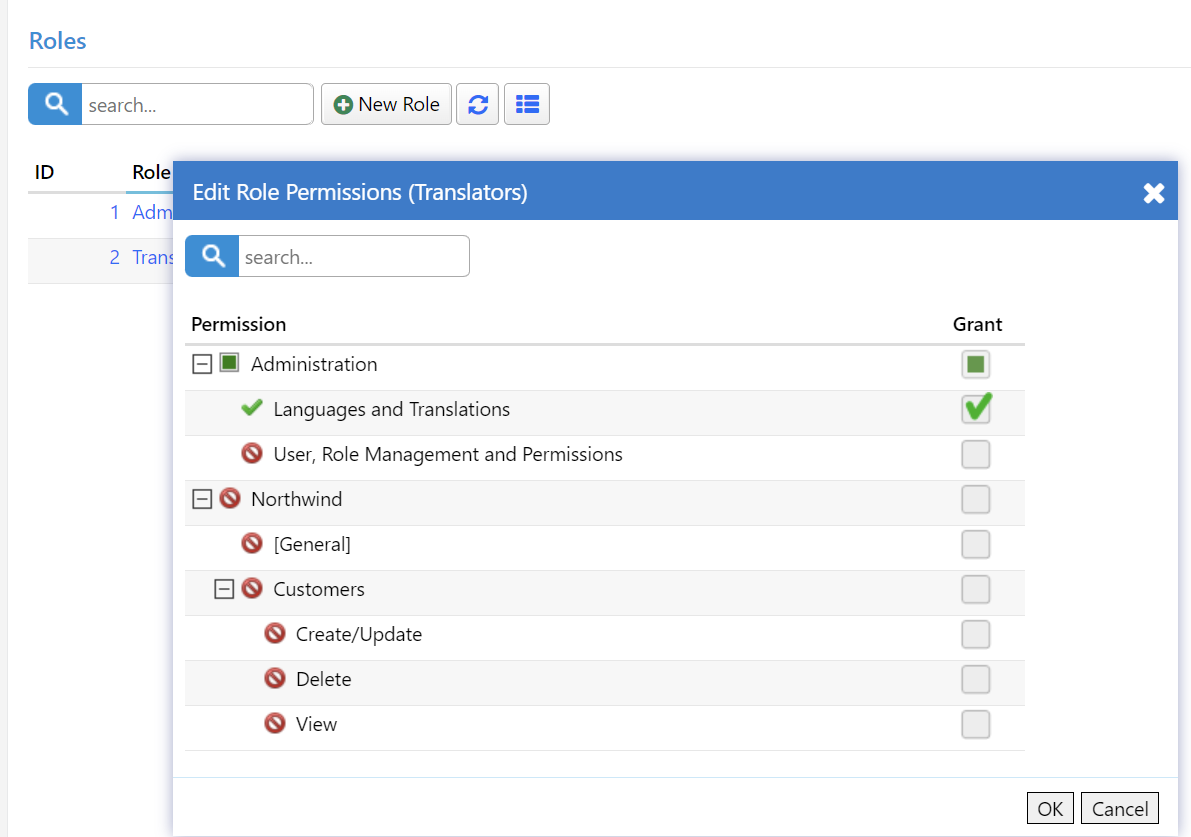 Roles
search...
New Role
ID Role
1 Adm
2 Trans
Edit Role Permissions (Translators)
search...
Permission Grant
Administration
Languages and Translations
User, Role Management and Permissions
Northwind
[General]
Customers
Create/Update
Delete
View
OK Cancel